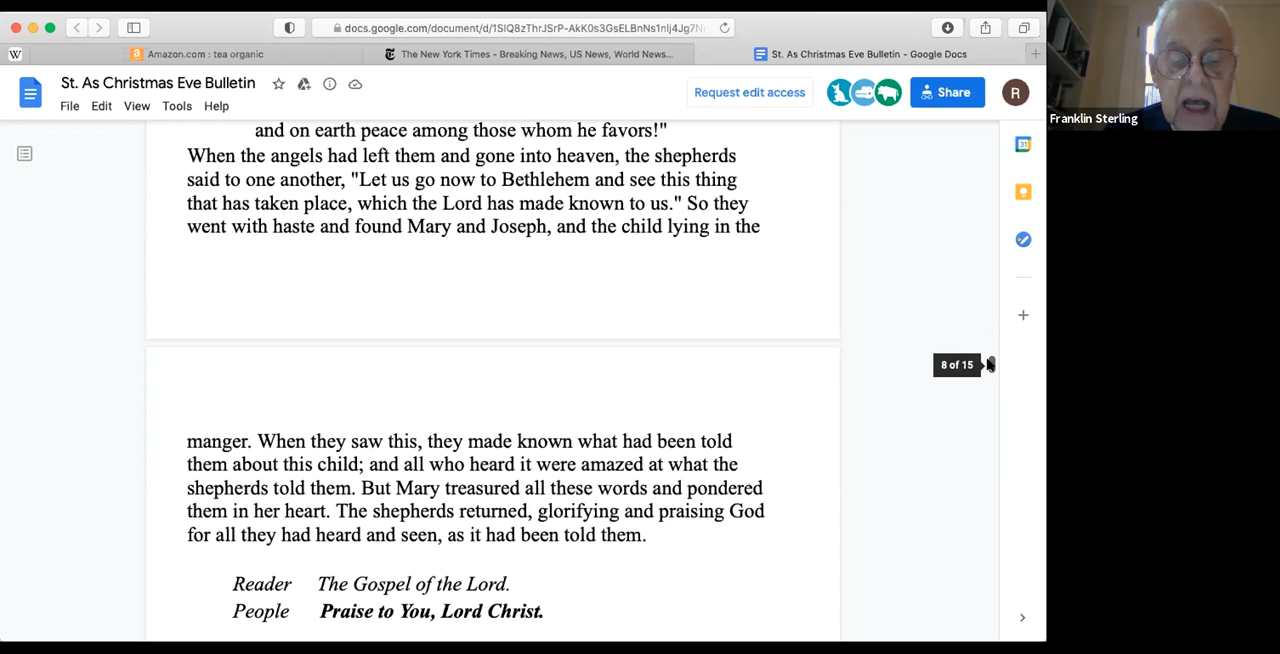 docs.google.com/document/d/1SIQ8zThrJSrP-AkK0s3GsELBnNs1nIj4Jg7N
W
Amazon.com : tea organic
The New York Times - Breaking News, US News, World News...
St. As Christmas Eve Bulletin - Google Docs
St. As Christmas Eve Bulletin
File Edit View Tools Help
Request edit access
Share
R
Franklin Sterling
31
and on earth peace among those whom he favors!"
When the angels had left them and gone into heaven, the shepherds
said to one another, "Let us go now to Bethlehem and see this thing
that has taken place, which the Lord has made known to us." So they
went with haste and found Mary and Joseph, and the child lying in the
8 of 15
manger. When they saw this, they made known what had been told
them about this child; and all who heard it were amazed at what the
shepherds told them. But Mary treasured all these words and pondered
them in her heart. The shepherds returned, glorifying and praising God
for all they had heard and seen, as it had been told them.
Reader The Gospel of the Lord.
People Praise to You, Lord Christ.